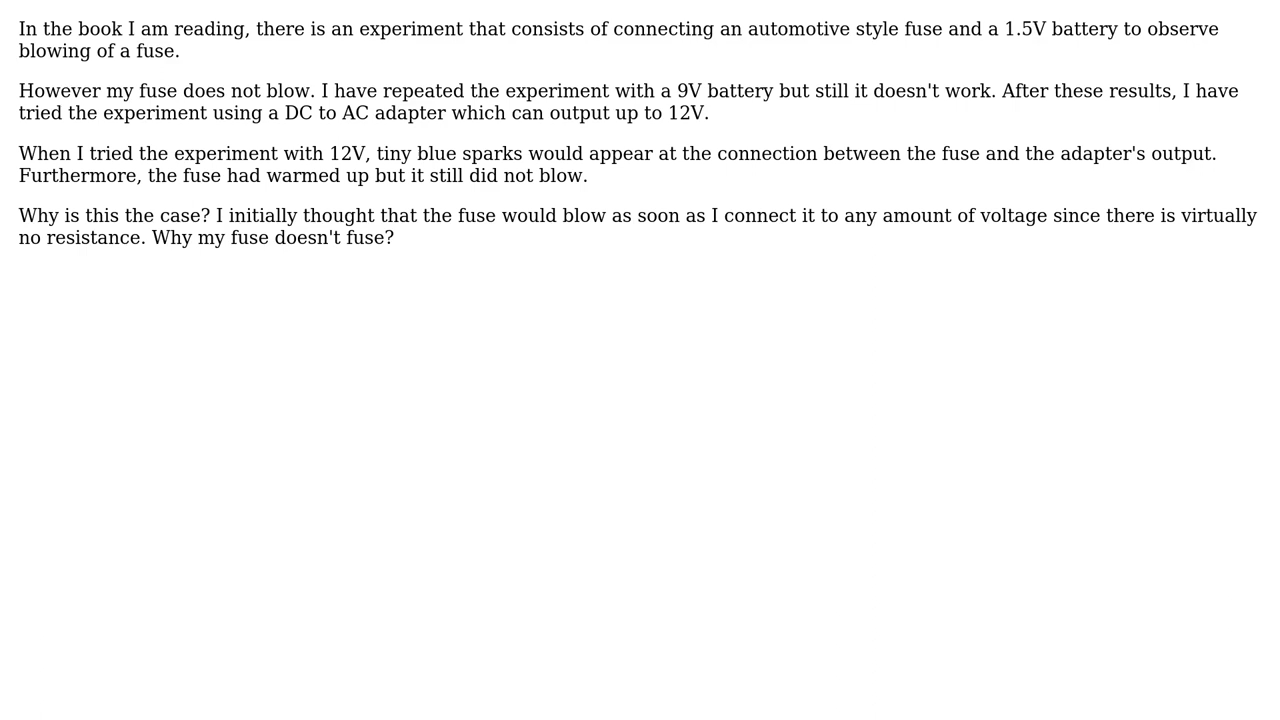 In the book I am reading, there is an experiment that consists of connecting an automotive style fuse and a 1.5V battery to observe
blowing of a fuse.
However my fuse does not blow. I have repeated the experiment with a 9V battery but still it doesn't work. After these results, I have
tried the experiment using a DC to AC adapter which can output up to 12V.
When I tried the experiment with 12V, tiny blue sparks would appear at the connection between the fuse and the adapter's output.
Furthermore, the fuse had warmed up but it still did not blow.
Why is this the case? I initially thought that the fuse would blow as soon as I connect it to any amount of voltage since there is virtually
no resistance. Why my fuse doesn't fuse?